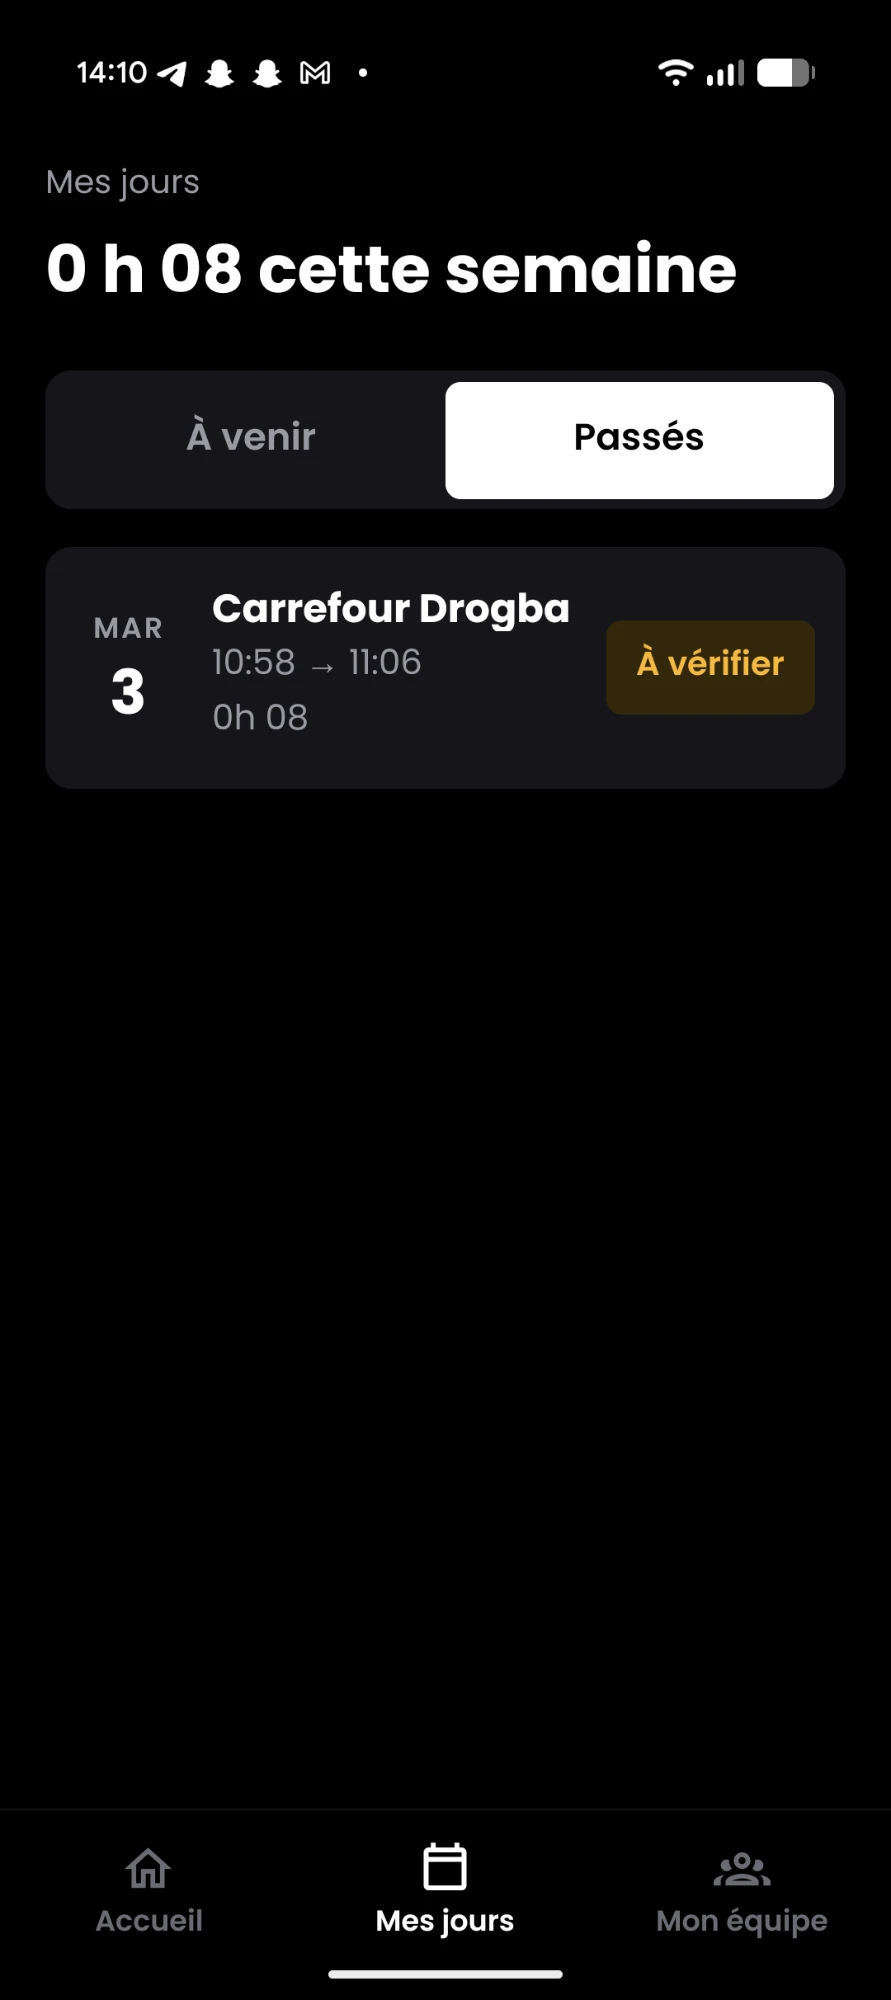 14:10
Mes jours
0 h 08 cette semaine
À venir
Passés
MAR
3
Carrefour Drogba
10:58 → 11:06
0h 08
À vérifier
Accueil
Mes jours
Mon équipe